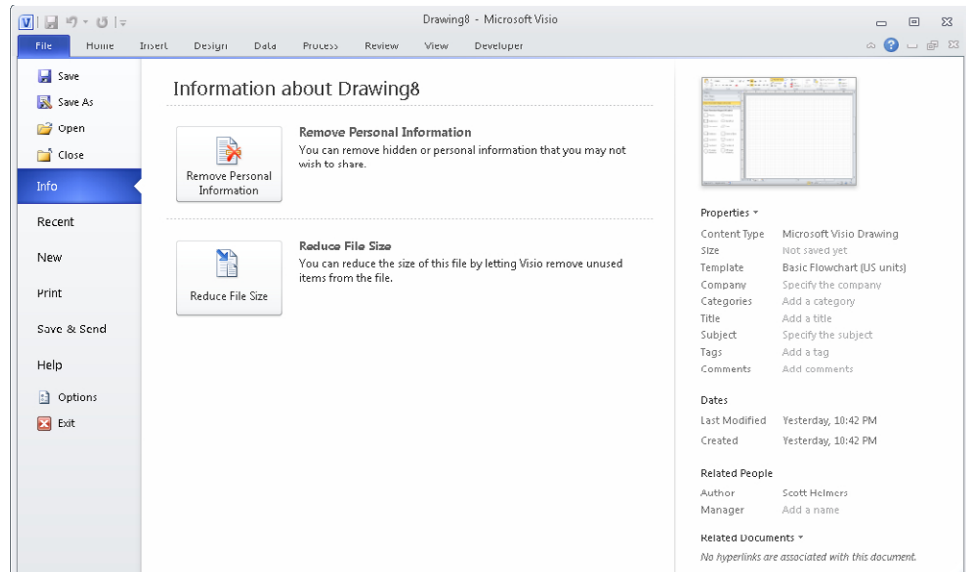 Drawing8 - Microsoft Visio
File Home Insert Design Data Process Review View Developer
Save
Save As
Open
Close
Info
Recent
New
Print
Save & Send
Help
Options
Exit
Information about Drawing8
Remove Personal
Information
Remove Personal Information
You can remove hidden or personal information that you may not
wish to share.
Reduce File Size
Reduce File Size
You can reduce the size of this file by letting Visio remove unused
items from the file.
Properties
Content Type Microsoft Visio Drawing
Size Not saved yet
Template Basic Flowchart (US units)
Company Specify the company
Categories Add a category
Title Add a title
Subject Specify the subject
Tags Add a tag
Comments Add comments
Dates
Last Modified Yesterday, 10:42 PM
Created Yesterday, 10:42 PM
Related People
Author Scott Helmers
Manager Add a name
Related Documents
No hyperlinks are associated with this document.